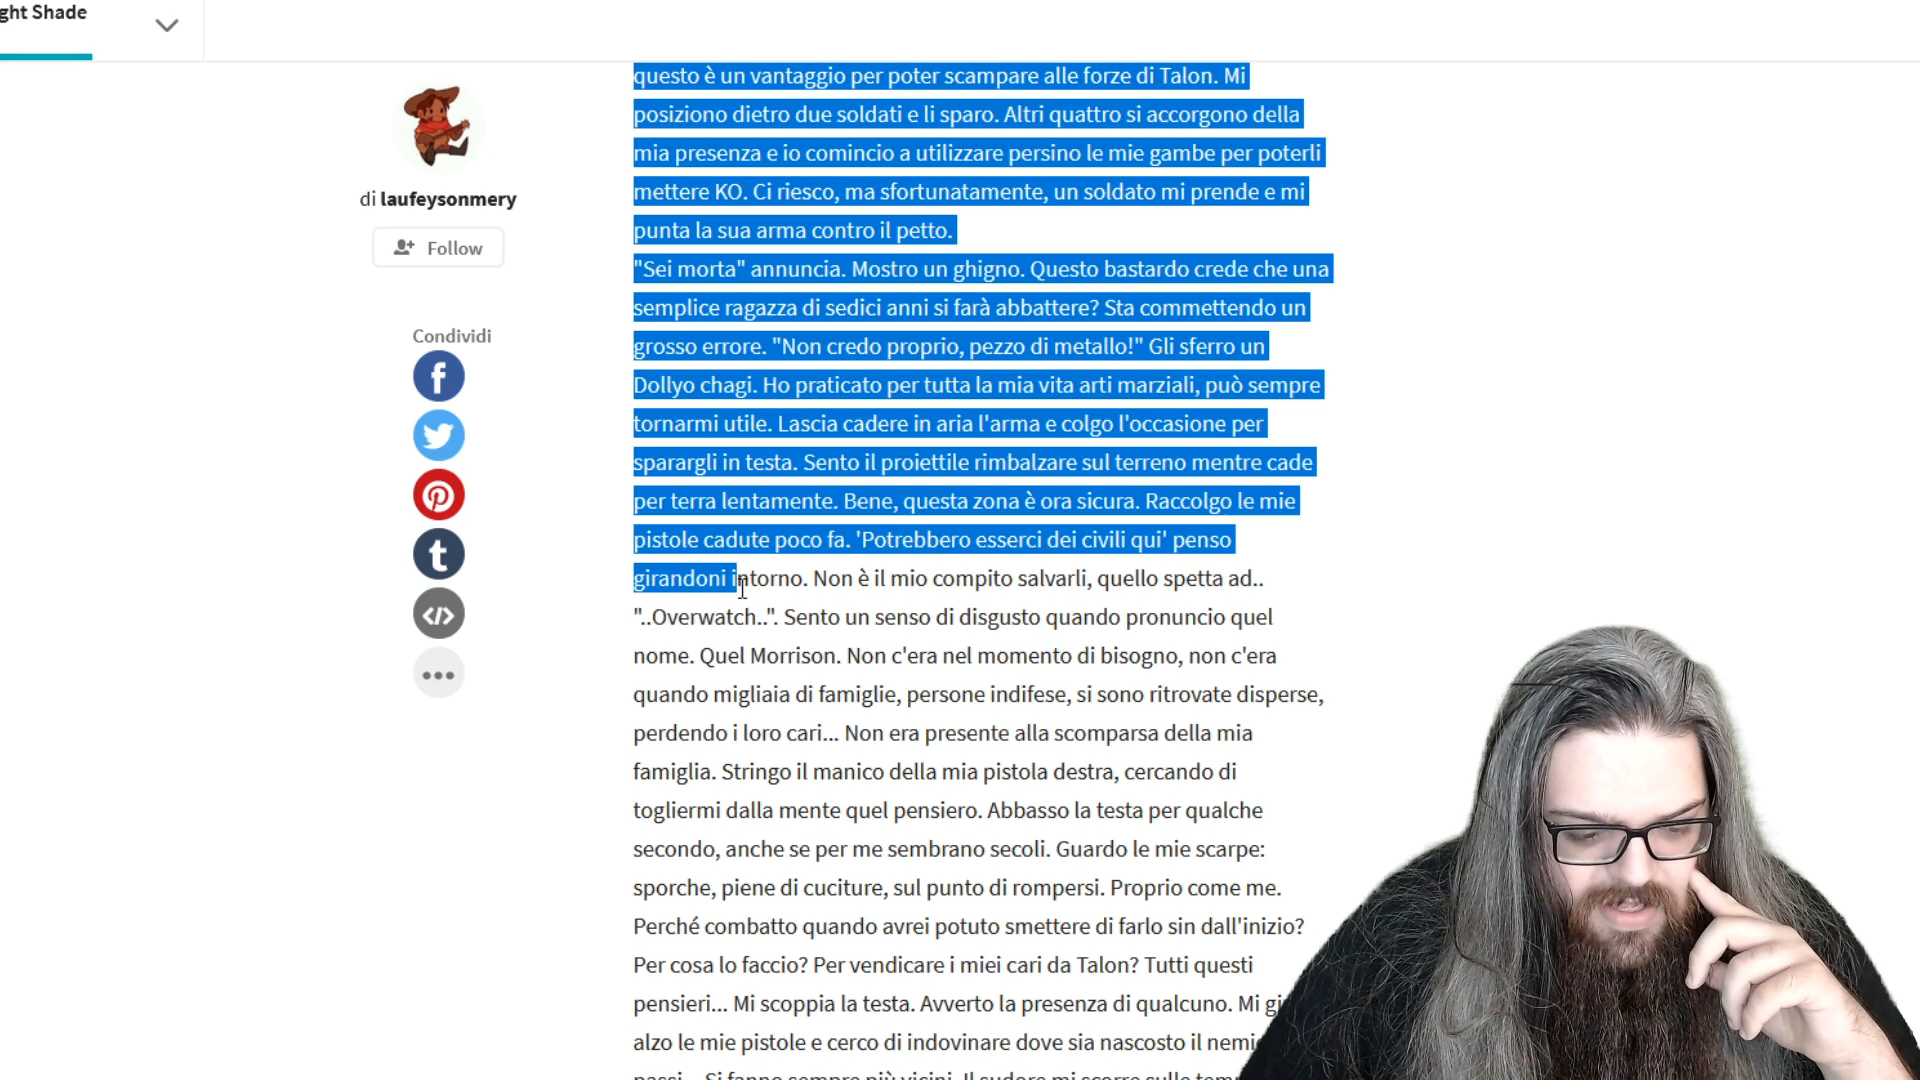 ght Shade
di laufeysonmery
Follow
Condividi
questo è un vantaggio per poter scampare alle forze di Talon. Mi
posiziono dietro due soldati e li sparo. Altri quattro si accorgono della
mia presenza e io comincio a utilizzare persino le mie gambe per poterli
mettere KO. Ci riesco, ma sfortunatamente, un soldato mi prende e mi
punta la sua arma contro il petto.
"Sei morta" annuncia. Mostro un ghigno. Questo bastardo crede che una
semplice ragazza di sedici anni si farà abbattere? Sta commettendo un
grosso errore. "Non credo proprio, pezzo di metallo!" Gli sferro un
Dollyo chagi. Ho praticato per tutta la mia vita arti marziali, può sempre
tornarmi utile. Lascia cadere in aria l'arma e colgo l'occasione per
sparargli in testa. Sento il proiettile rimbalzare sul terreno mentre cade
per terra lentamente. Bene, questa zona è ora sicura. Raccolgo le mie
pistole cadute poco fa. 'Potrebbero esserci dei civili qui' penso
girandoni intorno. Non è il mio compito salvarli, quello spetta ad..
"..Overwatch..". Sento un senso di disgusto quando pronuncio quel
nome. Quel Morrison. Non c'era nel momento di bisogno, non c'era
quando migliaia di famiglie, persone indifese, si sono ritrovate disperse,
perdendo i loro cari... Non era presente alla scomparsa della mia
famiglia. Stringo il manico della mia pistola destra, cercando di
togliermi dalla mente quel pensiero. Abbasso la testa per qualche
secondo, anche se per me sembrano secoli. Guardo le mie scarpe:
sporche, piene di cuciture, sul punto di rompersi. Proprio come me.
Perché combatto quando avrei potuto smettere di farlo sin dall'inizio?
Per cosa lo faccio? Per vendicare i miei cari da Talon? Tutti questi
pensieri... Mi scoppia la testa. Avverto la presenza di qualcuno. Mi gi
alzo le mie pistole e cerco di indovinare dove sia nascosto il nemi
passi... Si fanno sempre più vicini. Il sudore mi scorre sulle